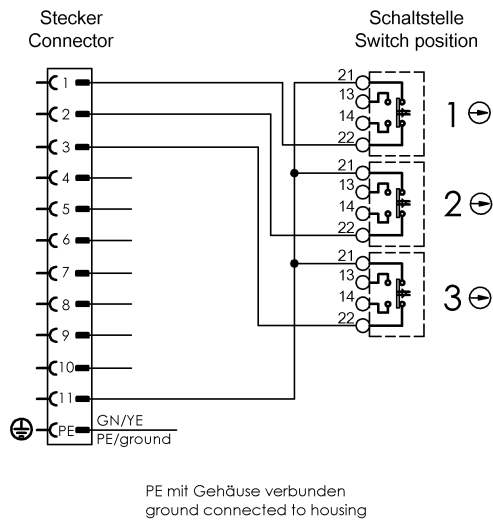 Stecker
Connector
Schaltstelle
Switch position
1
2
3
4
5
6
7
8
9
10
11
PE
GN/YE
PE/ground
21
13
14
22
1
21
13
14
22
2
21
13
14
22
3
PE mit Gehäuse verbunden
ground connected to housing